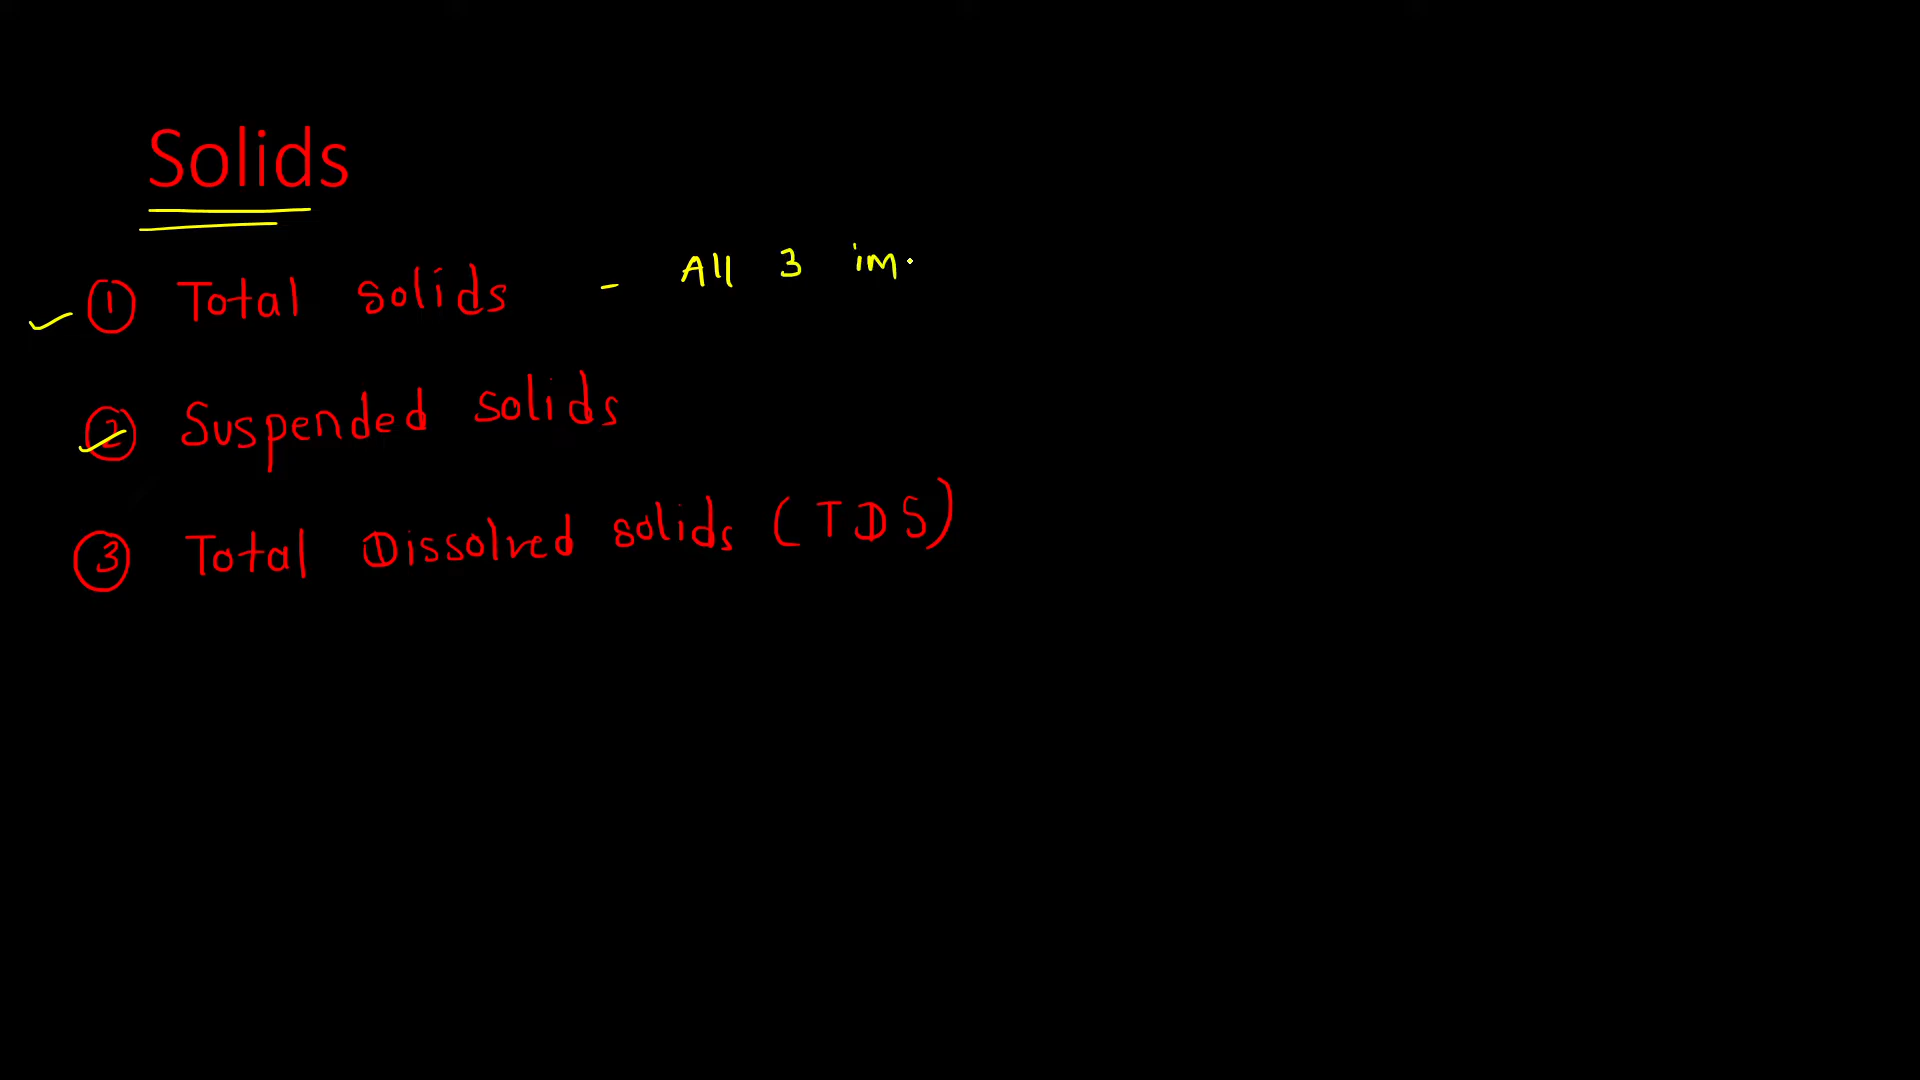 Solids
① Total solids - All 3 im.
② Suspended solids
③ Total Dissolved solids (TDS)